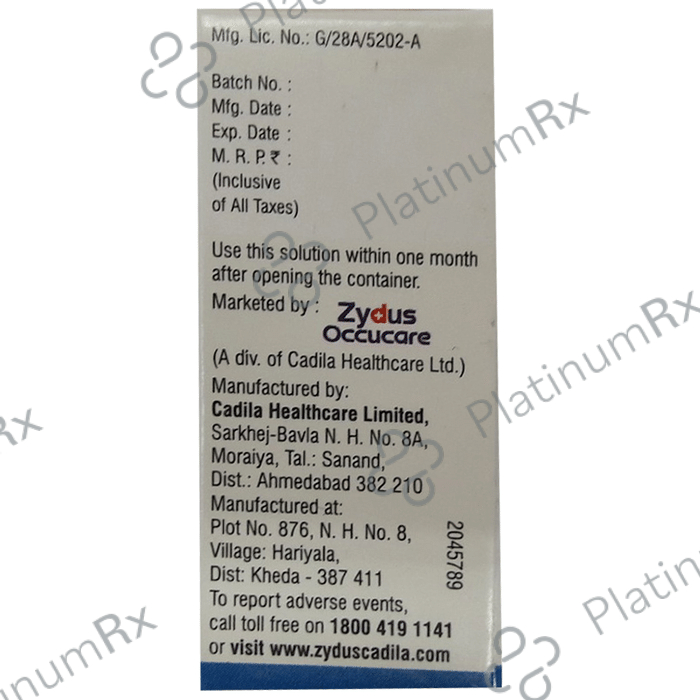 Mfg. Lic. No.: G/28A/5202-A
Batch No. :
Mfg. Date :
Exp. Date :
M. R. P. ₹ :
(Inclusive
of All Taxes)
Use this solution within one month
after opening the container.
Marketed by : Zydus
Occucare
(A div. of Cadila Healthcare Ltd.)
Manufactured by:
Cadila Healthcare Limited,
Sarkhej-Bavla N. H. No. 8A,
Moraiya, Tal.: Sanand,
Dist.: Ahmedabad 382 210
Manufactured at:
Plot No. 876, N. H. No. 8,
Village: Hariyala,
Dist: Kheda - 387 411
2045789
To report adverse events,
call toll free on 1800 419 1141
or visit www.zyduscadila.com
PlatinumRx
PlatinumRx
PlatinumRx
Rx
PlatinumRx
inumRx
Platin